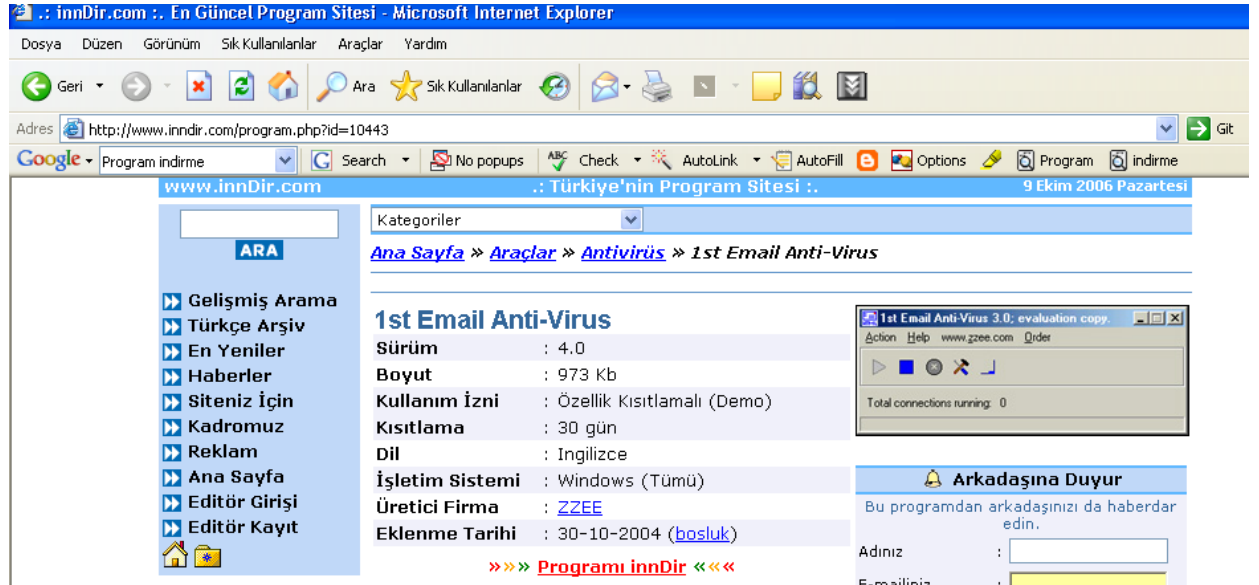 .: innDir.com :. En Güncel Program Sitesi - Microsoft Internet Explorer
Dosya Düzen Görünüm Sık Kullanılanlar Araçlar Yardım
Geri Ara Sık Kullanılanlar
Adres http://www.inndir.com/program.php?id=10443 Git
Google Program indirme G Search No popups ABC Check AutoLink AutoFill Options Program indirme
www.innDir.com .: Türkiye'nin Program Sitesi :. 9 Ekim 2006 Pazartesi
Kategoriler
ARA
Ana Sayfa » Araçlar » Antivirüs » 1st Email Anti-Virus
Gelişmiş Arama
Türkçe Arşiv
En Yeniler
Haberler
Siteniz İçin
Kadromuz
Reklam
Ana Sayfa
Editör Girişi
Editör Kayıt
1st Email Anti-Virus
Sürüm : 4.0
Boyut : 973 Kb
Kullanım İzni : Özellik Kısıtlamalı (Demo)
Kısıtlama : 30 gün
Dil : Ingilizce
İşletim Sistemi : Windows (Tümü)
Üretici Firma : ZZEE
Eklenme Tarihi : 30-10-2004 (bosluk)
»»» Programı innDir «««
1st Email Anti-Virus 3.0; evaluation copy.
Action Help www.zzee.com Order
Total connections running: 0
Arkadaşına Duyur
Bu programdan arkadaşınızı da haberdar
edin.
Adınız :
E-mailiniz :